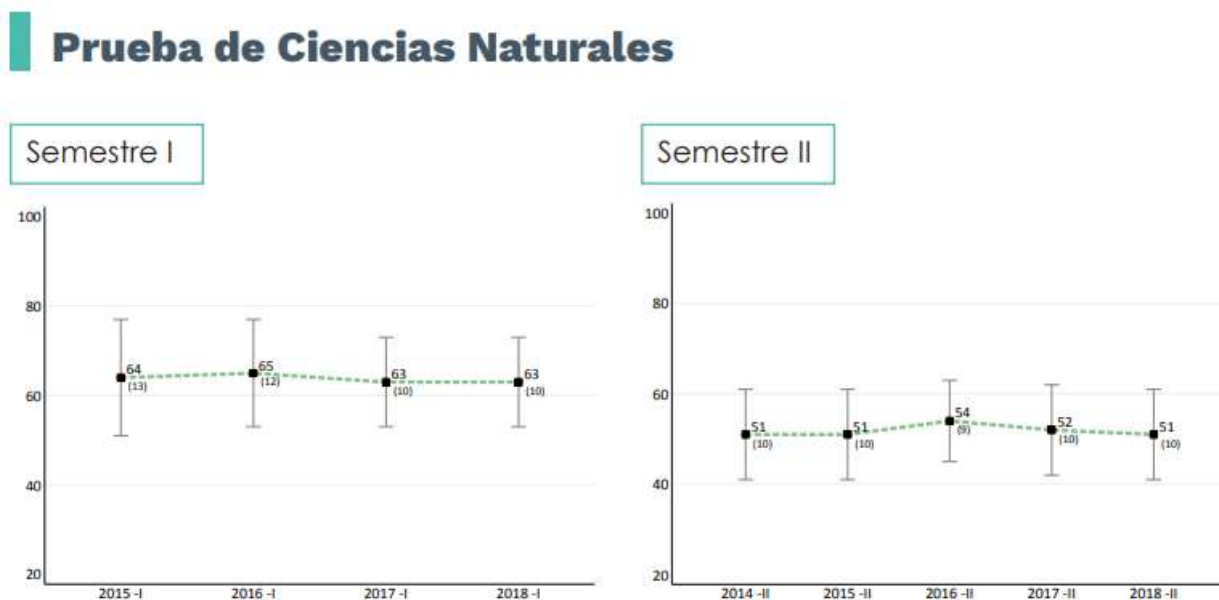 Prueba de Ciencias Naturales
Semestre I
100
80
60
40
20
64
(13)
65
(12)
63
(10)
63
(10)
2015 -I
2016 -I
2017 -I
2018 -I
Semestre II
100
80
60
40
20
51
(10)
51
(10)
54
(9)
52
(10)
51
(10)
2014 -II
2015 -II
2016 -II
2017 -II
2018 -II